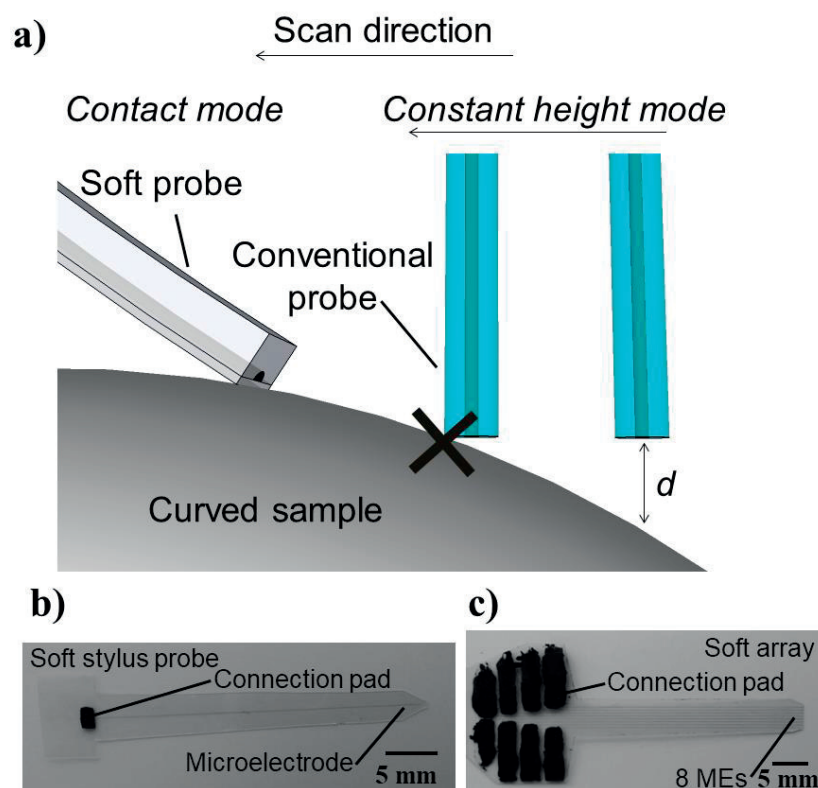 a)
Scan direction
Contact mode
Constant height mode
Soft probe
Conventional
probe
d
Curved sample
b)
Soft stylus probe
Connection pad
Microelectrode
5 mm
c)
Soft array
Connection pad
8 MEs
5 mm